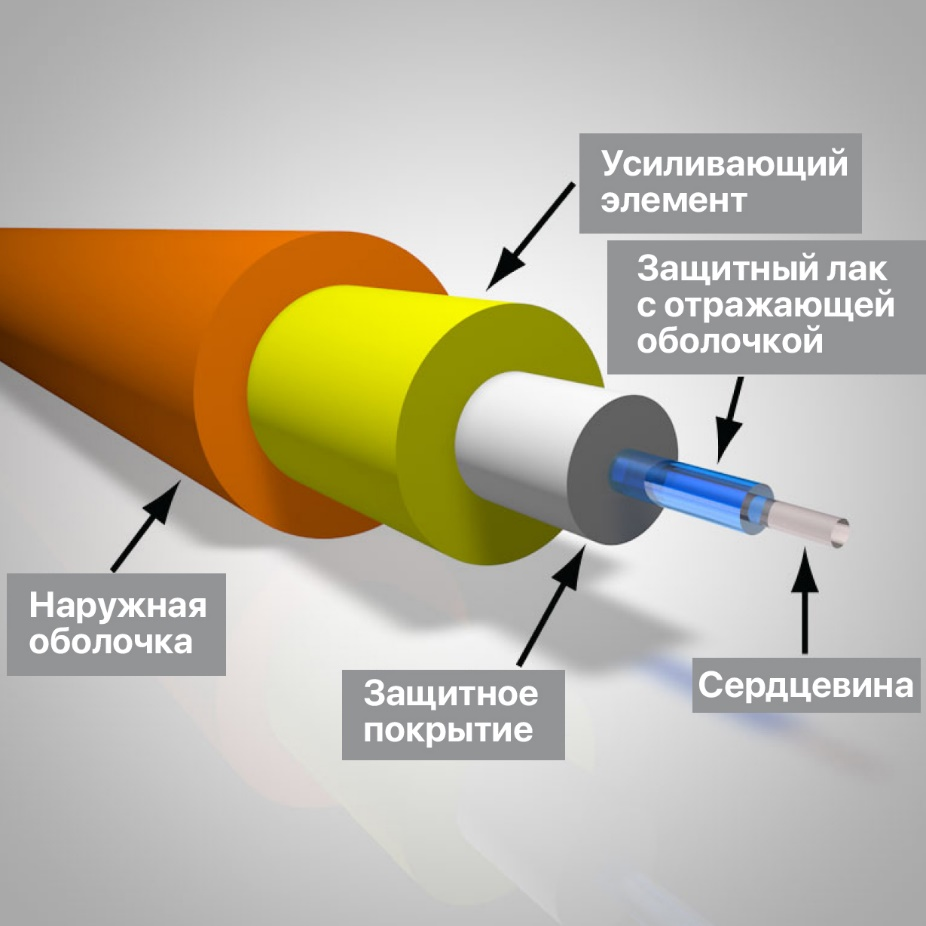 Усиливающий
элемент
Защитный лак
с отражающей
оболочкой
Наружная
оболочка
Защитное
покрытие
Сердцевина